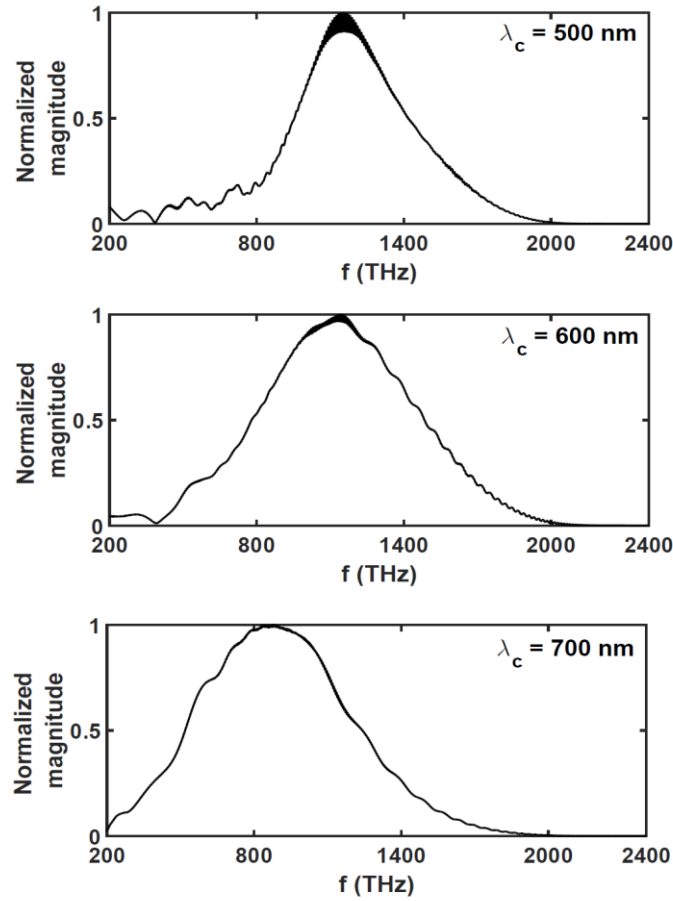 Normalized
magnitude
1
0.5
0
λc = 500 nm
200 800 1400 2000 2400
f (THz)
Normalized
magnitude
1
0.5
0
λc = 600 nm
200 800 1400 2000 2400
f (THz)
Normalized
magnitude
1
0.5
0
λc = 700 nm
200 800 1400 2000 2400
f (THz)